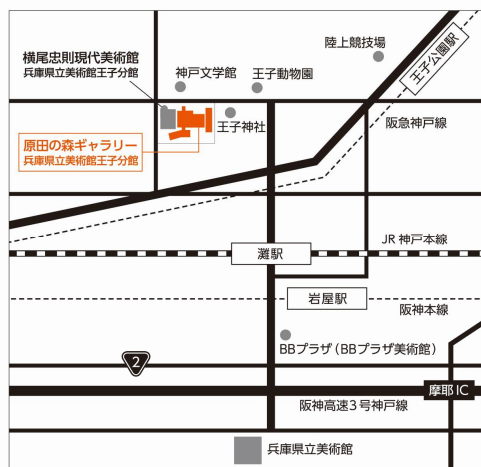 横尾忠則現代美術館
兵庫県立美術館王子分館
神戸文学館
王子動物園
陸上競技場
王子公園駅
原田の森ギャラリー
兵庫県立美術館王子分館
王子神社
阪急神戸線
灘駅
JR神戸本線
岩屋駅
阪神本線
BBプラザ(BBプラザ美術館)
2
摩耶IC
阪神高速3号神戸線
兵庫県立美術館